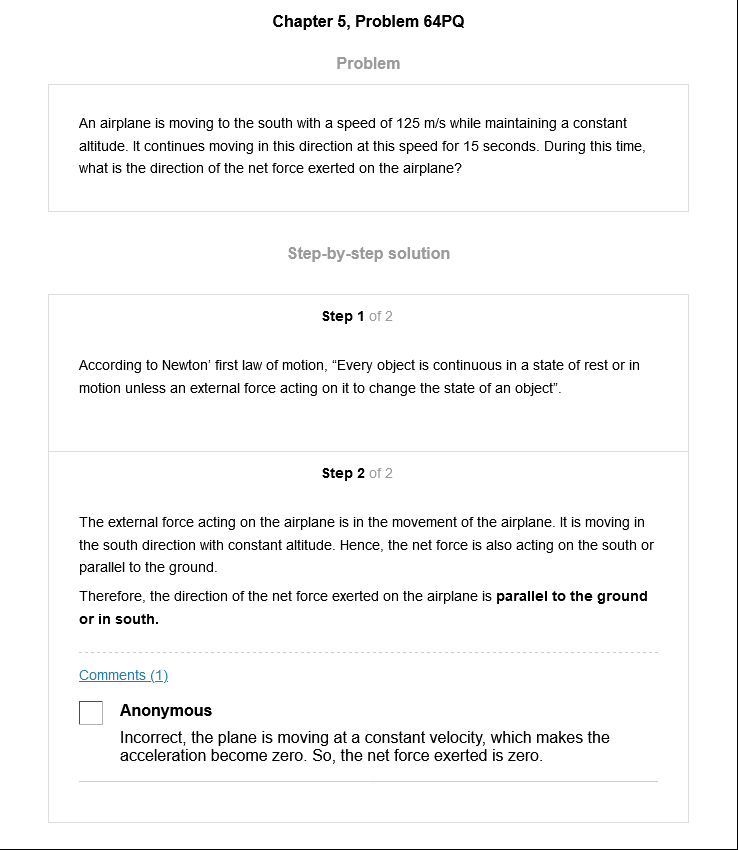 Chapter 5, Problem 64PQ
Problem
An airplane is moving to the south with a speed of 125 m/s while maintaining a constant
altitude. It continues moving in this direction at this speed for 15 seconds. During this time,
what is the direction of the net force exerted on the airplane?
Step-by-step solution
Step 1 of 2
According to Newton’ first law of motion, “Every object is continuous in a state of rest or in
motion unless an external force acting on it to change the state of an object”.
Step 2 of 2
The external force acting on the airplane is in the movement of the airplane. It is moving in
the south direction with constant altitude. Hence, the net force is also acting on the south or
parallel to the ground.
Therefore, the direction of the net force exerted on the airplane is parallel to the ground
or in south.
Comments (1)
Anonymous
Incorrect, the plane is moving at a constant velocity, which makes the
acceleration become zero. So, the net force exerted is zero.